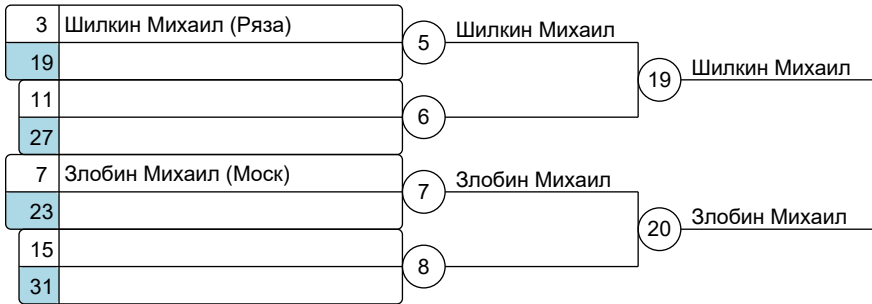 3 Шилкин Михаил (Ряза)
5 Шилкин Михаил
19
19 Шилкин Михаил
11
6
27
7 Злобин Михаил (Моск)
7 Злобин Михаил
23
20 Злобин Михаил
15
8
31